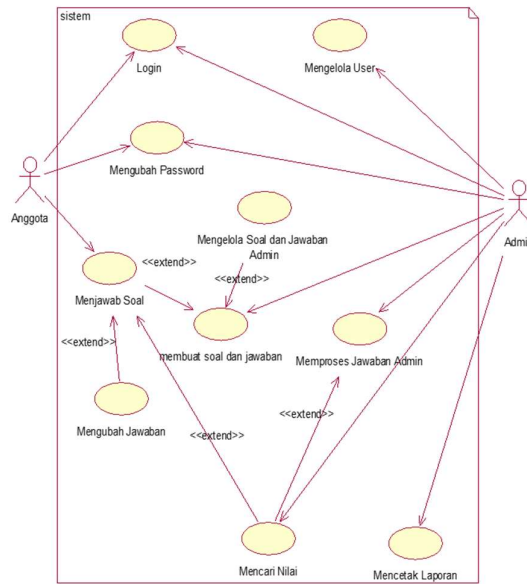 sistem
Login
Mengelola User
Mengubah Password
Anggota
Admi
Mengelola Soal dan Jawaban
Admin
<<extend>>
<<extend>>
Menjawab Soal
membuat soal dan jawaban
Memproses Jawaban Admin
<<extend>>
Mengubah Jawaban
<<extend>>
<<extend>>
Mencari Nilai
Mencetak Laporan